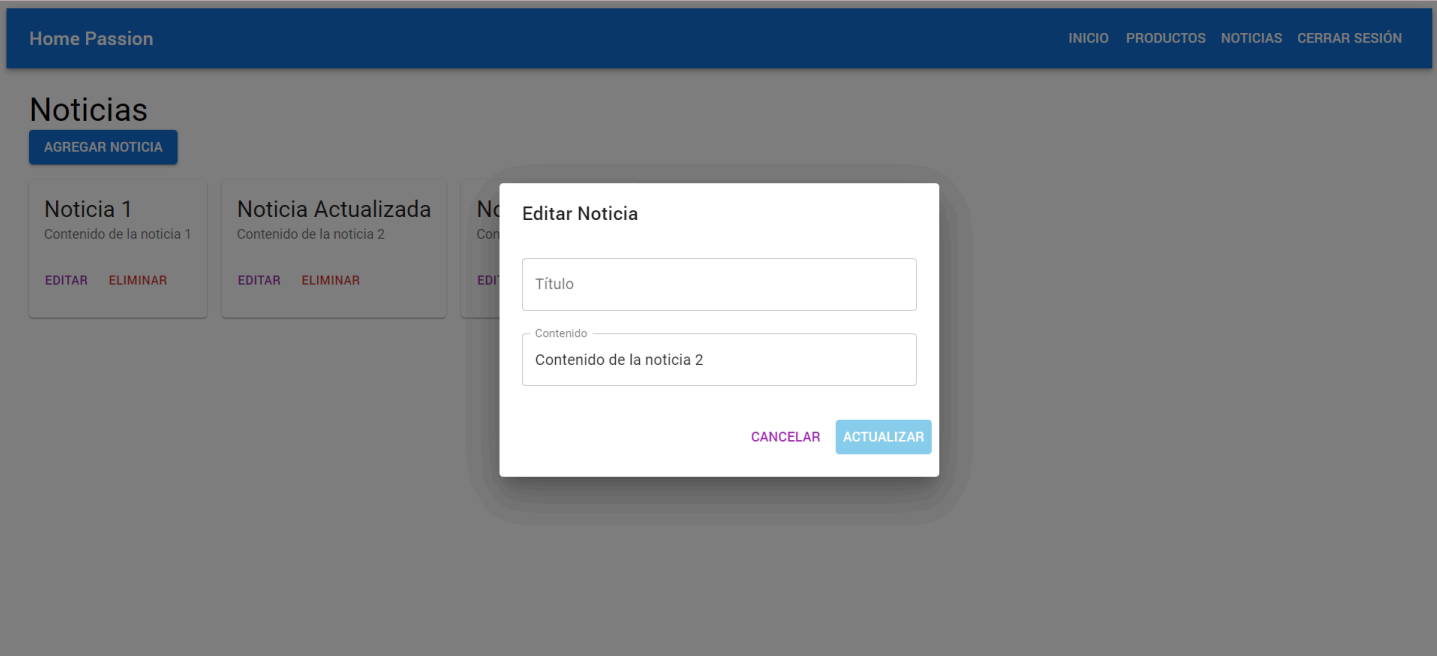 Home Passion
INICIO PRODUCTOS NOTICIAS CERRAR SESIÓN
Noticias
AGREGAR NOTICIA
Noticia 1
Contenido de la noticia 1
EDITAR ELIMINAR
Noticia Actualizada
Contenido de la noticia 2
EDITAR ELIMINAR
Editar Noticia
Título
Contenido
Contenido de la noticia 2
CANCELAR ACTUALIZAR